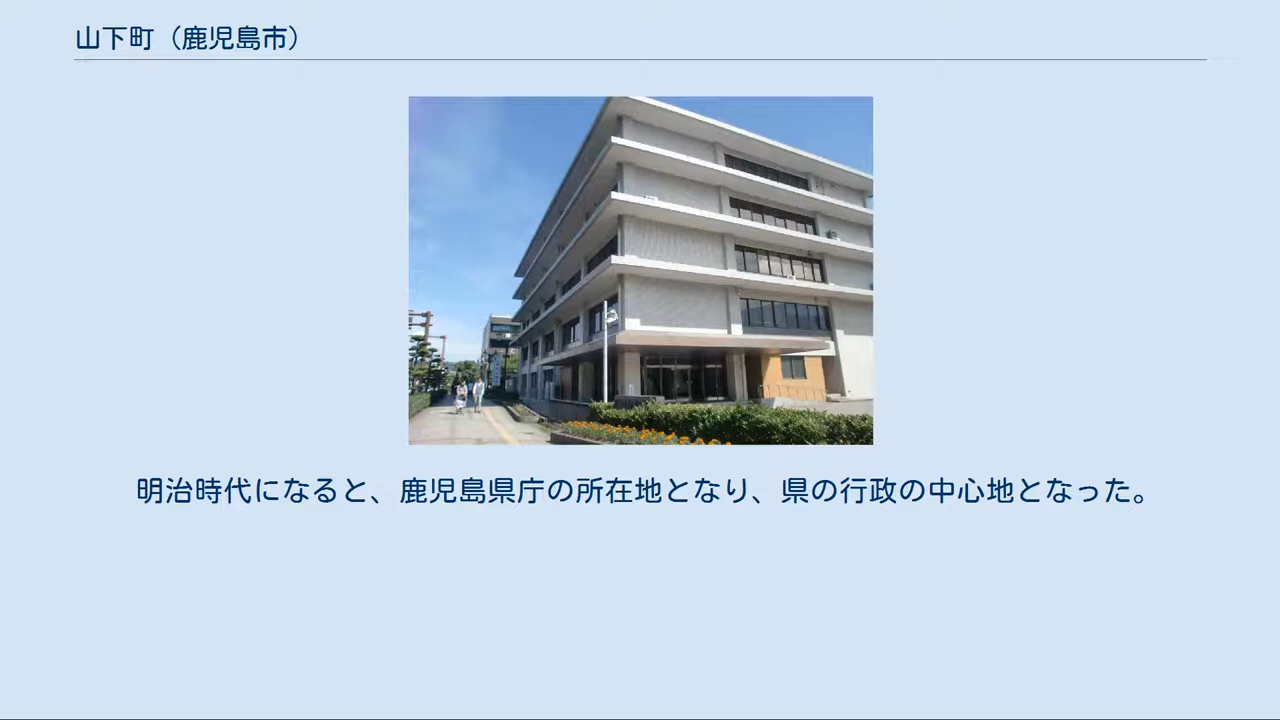 山下町（鹿児島市）
明治時代になると、鹿児島県庁の所在地となり、県の行政の中心地となった。